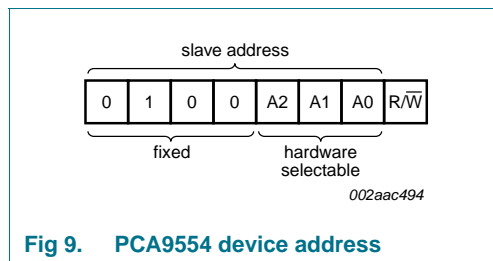 slave address
0 1 0 0 A2 A1 A0 R/W̅
fixed
hardware
selectable
002aac494
Fig 9. PCA9554 device address